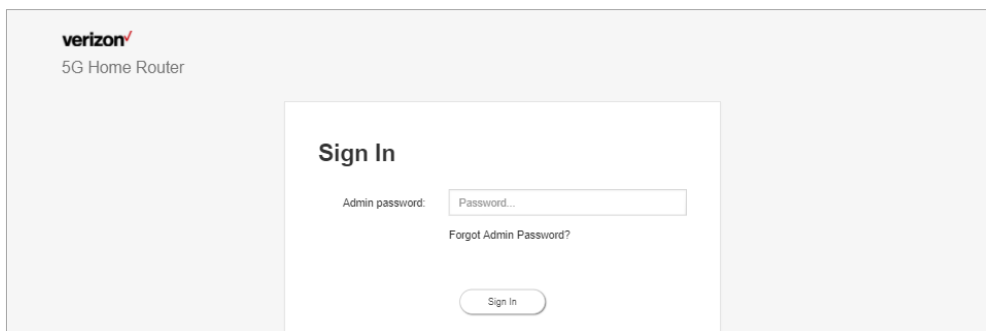 verizon✓
5G Home Router
Sign In
Admin password: Password...
Forgot Admin Password?
Sign In